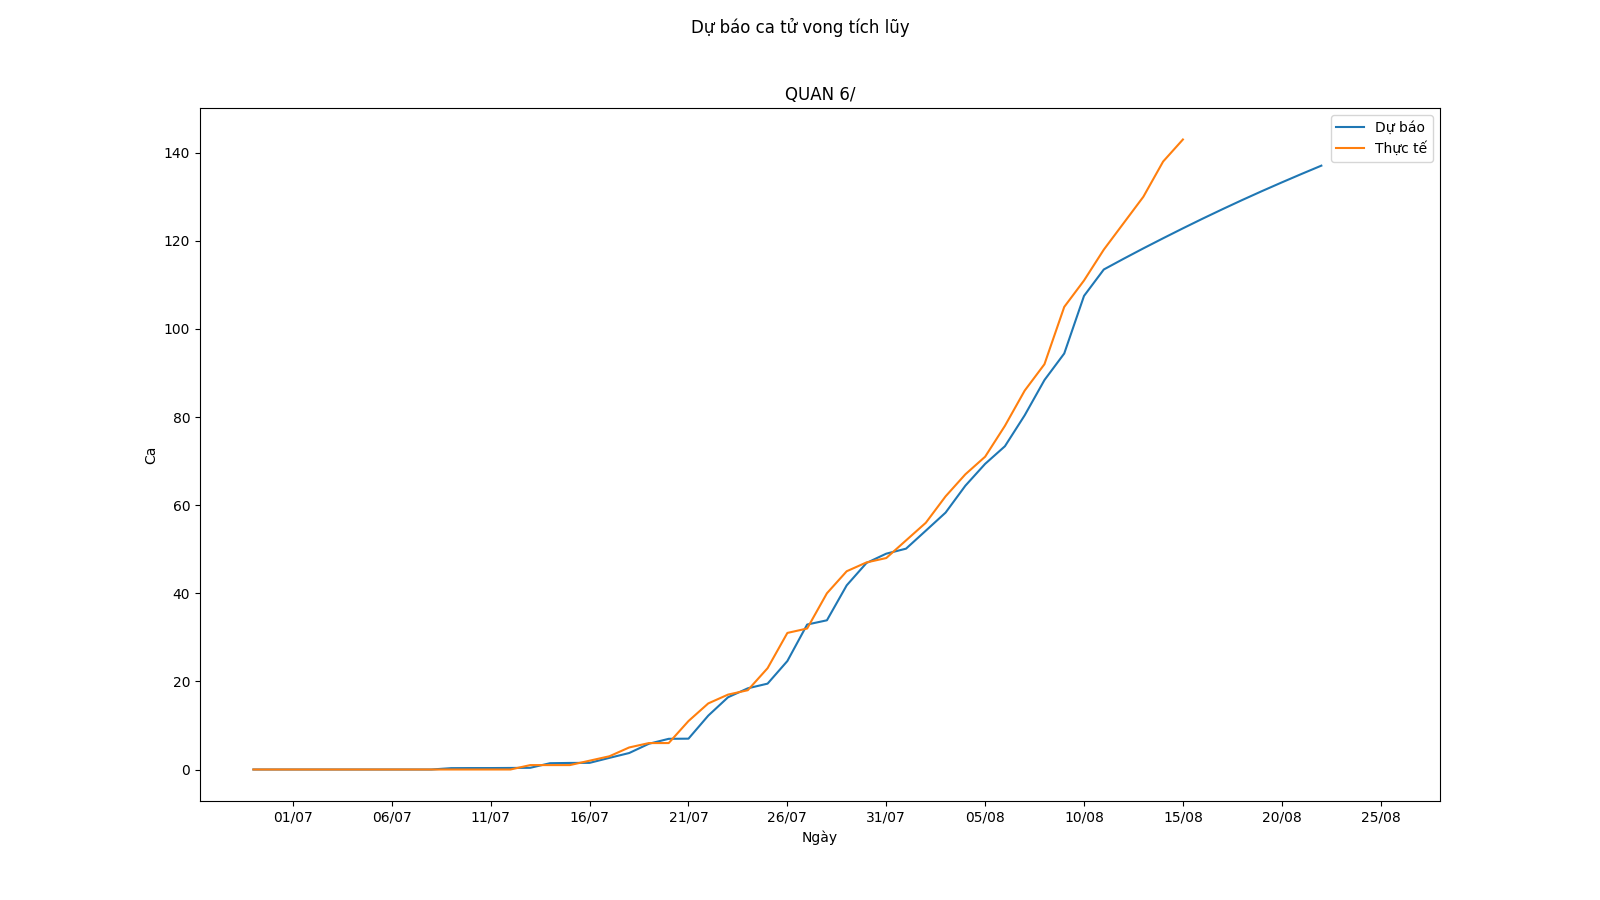 Dự báo ca tử vong tích lũy
QUAN 6/
Dự báo
Thực tế
140
120
100
80
60
40
20
0
Ca
01/07 06/07 11/07 16/07 21/07 26/07 31/07 05/08 10/08 15/08 20/08 25/08
Ngày